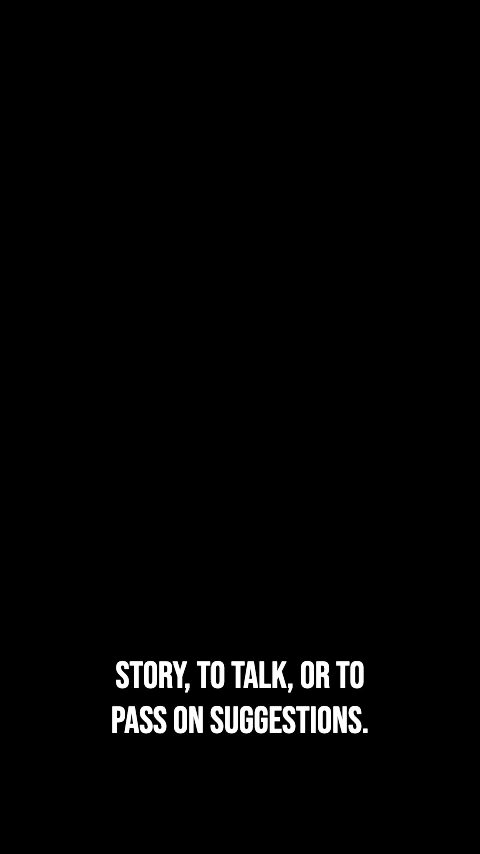 STORY, TO TALK, OR TO
PASS ON SUGGESTIONS.